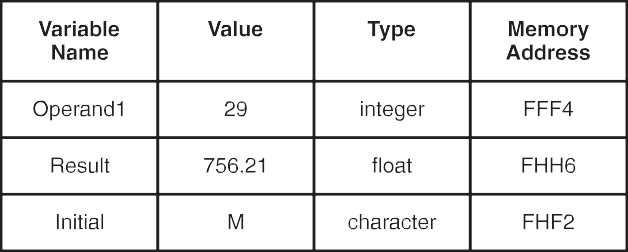 Variable Name Value Type Memory Address
Operand1 29 integer FFF4
Result 756.21 float FHH6
Initial M character FHF2